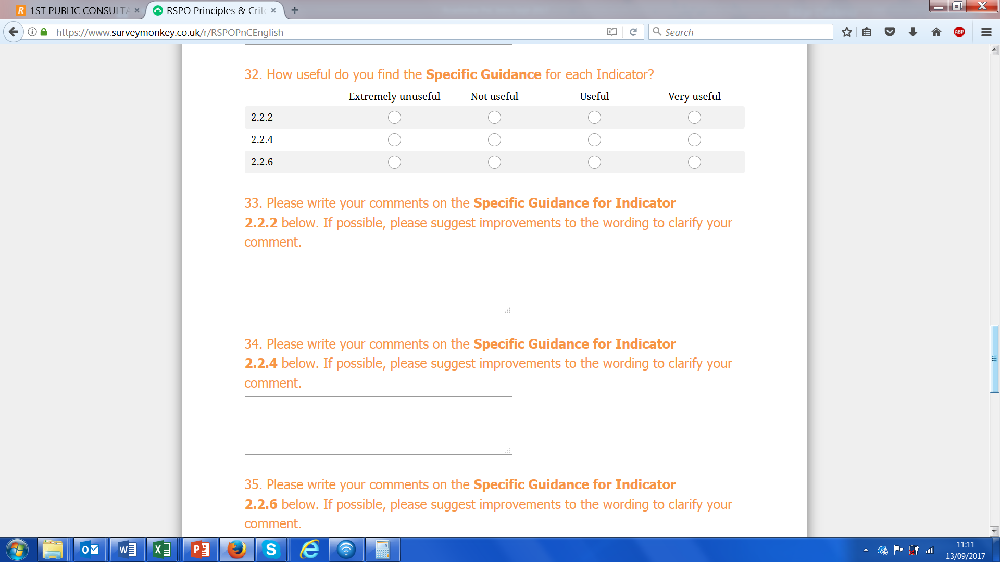 1ST PUBLIC CONSULTA
RSPO Principles & Crite
https://www.surveymonkey.co.uk/r/RSPOPnCEnglish
Search
ABP
32. How useful do you find the Specific Guidance for each Indicator?
Extremely unuseful Not useful Useful Very useful
2.2.2
2.2.4
2.2.6
33. Please write your comments on the Specific Guidance for Indicator
2.2.2 below. If possible, please suggest improvements to the wording to clarify your
comment.
34. Please write your comments on the Specific Guidance for Indicator
2.2.4 below. If possible, please suggest improvements to the wording to clarify your
comment.
35. Please write your comments on the Specific Guidance for Indicator
2.2.6 below. If possible, please suggest improvements to the wording to clarify your
comment.
11:11
13/09/2017